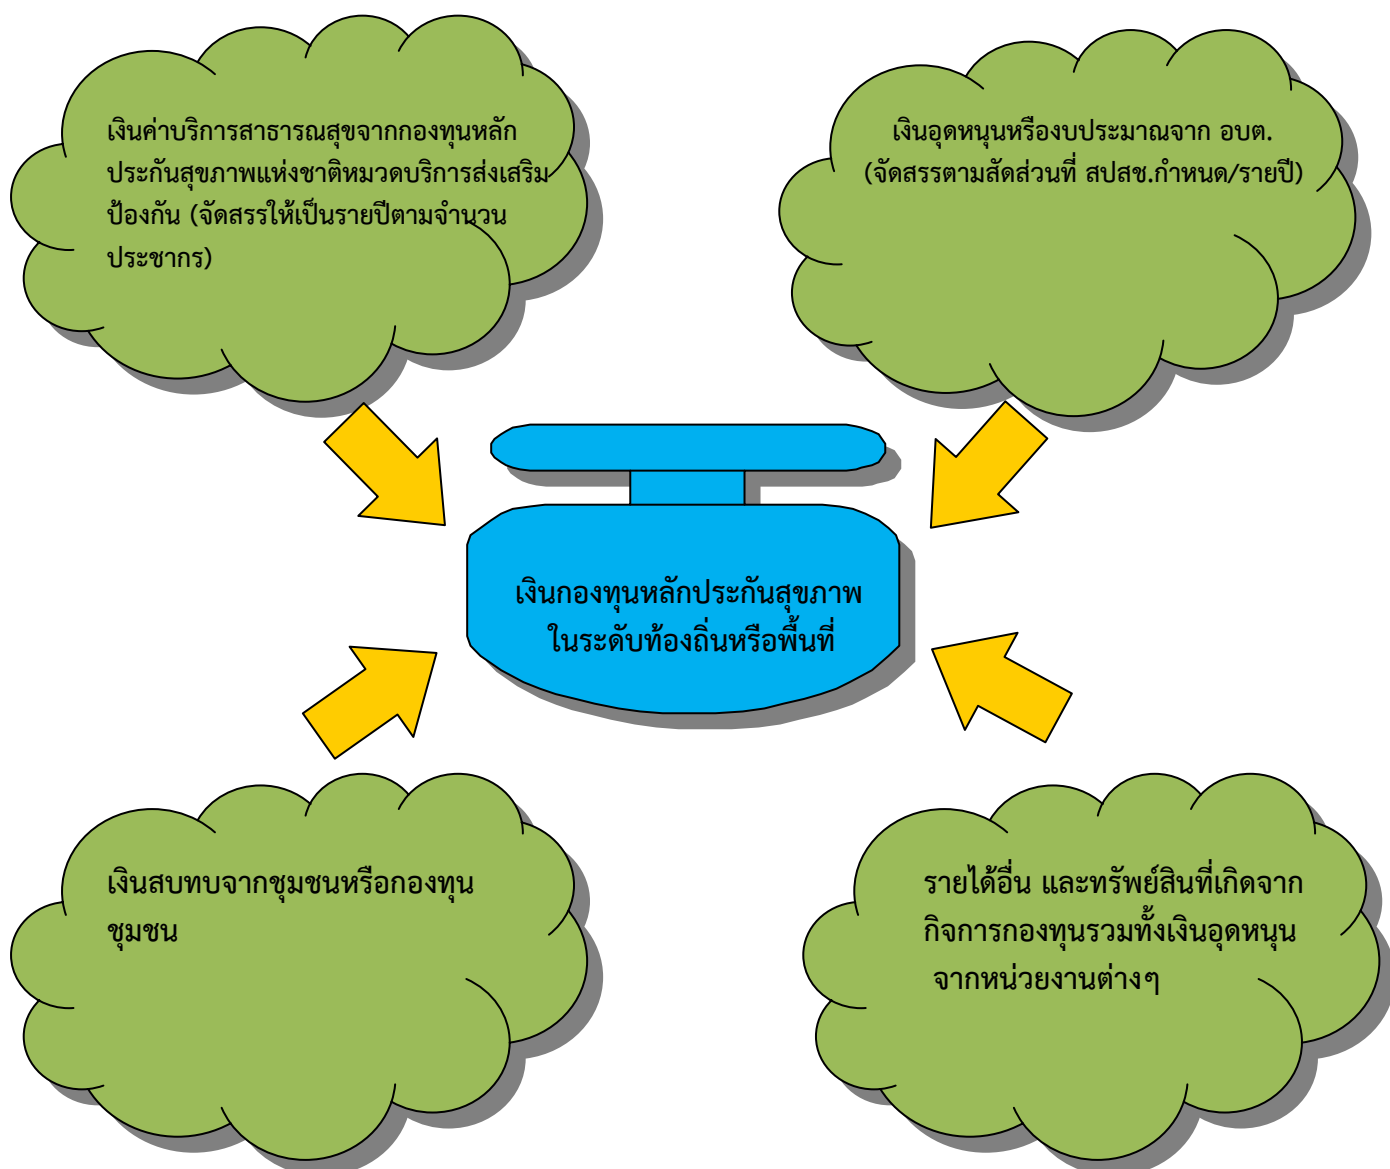 เงินค่าบริการสาธารณสุขจากกองทุนหลัก
ประกันสุขภาพแห่งชาติหมวดบริการส่งเสริม
ป้องกัน (จัดสรรให้เป็นรายปีตามจำนวน
ประชากร)
เงินอุดหนุนหรืองบประมาณจาก อบต.
(จัดสรรตามสัดส่วนที่ สปสช.กำหนด/รายปี)
เงินกองทุนหลักประกันสุขภาพ
ในระดับท้องถิ่นหรือพื้นที่
เงินสบทบจากชุมชนหรือกองทุน
ชุมชน
รายได้อื่น และทรัพย์สินที่เกิดจาก
กิจการกองทุนรวมทั้งเงินอุดหนุน
จากหน่วยงานต่างๆ